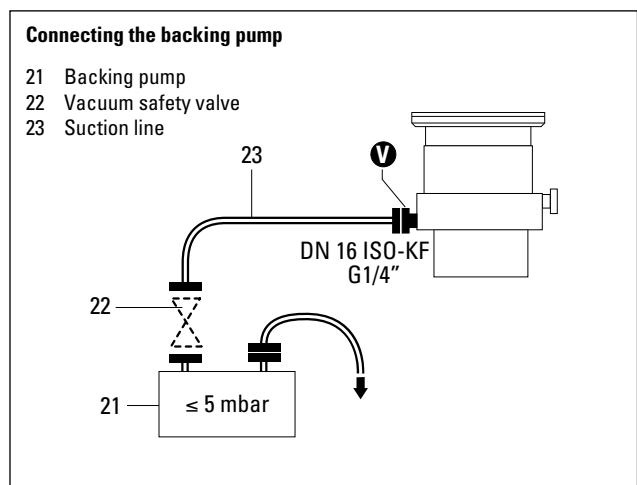 Connecting the backing pump
21 Backing pump
22 Vacuum safety valve
23 Suction line
23
V
DN 16 ISO-KF
G1/4”
22
21
≤ 5 mbar